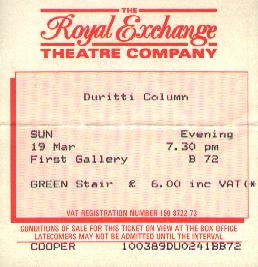 THE
Royal Exchange
THEATRE COMPANY
Duritti Column
SUN Evening
19 Mar 7.30 pm
First Gallery B 72
GREEN Stair £ 6.00 inc VAT(*
VAT REGISTRATION NUMBER 150 8722 73
CONDITIONS OF SALE FOR THIS TICKET ON VIEW AT THE BOX OFFICE
LATECOMERS MAY NOT BE ADMITTED UNTIL THE INTERVAL
COOPER 100389DU0241BB72